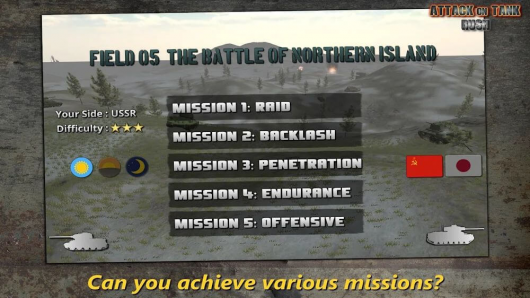 ATTACK ON TANK
RUSH
FIELD 05 THE BATTLE OF NORTHERN ISLAND
Your Side : USSR
Difficulty : ★★★
MISSION 1: RAID
MISSION 2: BACKLASH
MISSION 3: PENETRATION
MISSION 4: ENDURANCE
MISSION 5: OFFENSIVE
Can you achieve various missions?